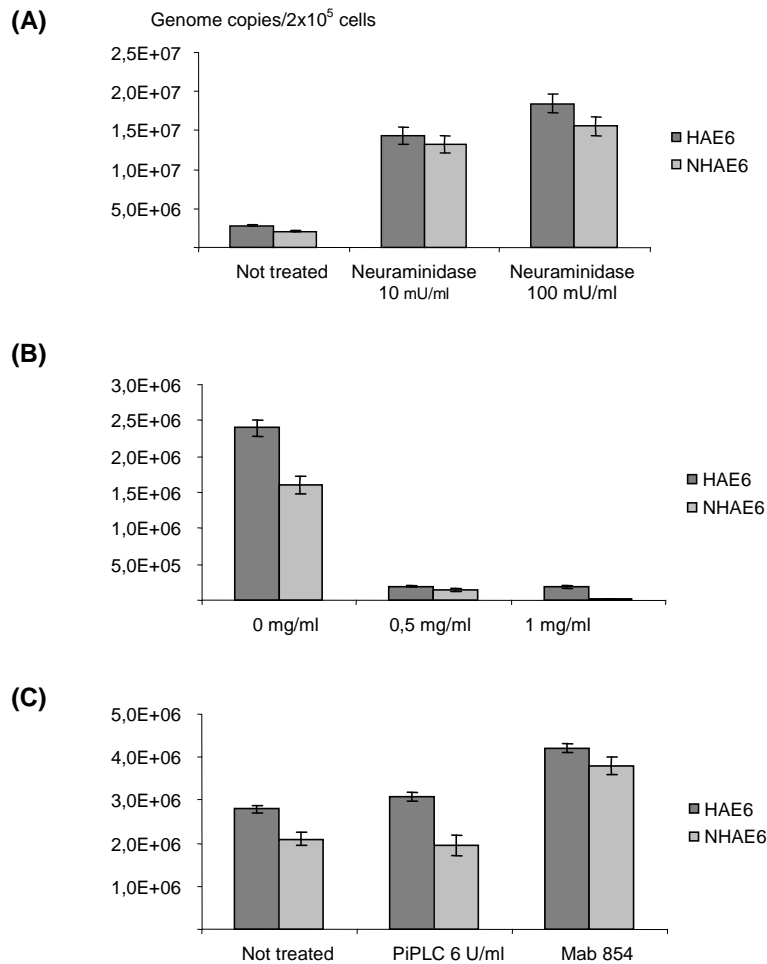 (A)
Genome copies/2x10⁵ cells
2,5E+07
2,0E+07
1,5E+07
1,0E+07
5,0E+06
HAE6
NHAE6
Not treated
Neuraminidase
10 mU/ml
Neuraminidase
100 mU/ml
(B)
3,0E+06
2,5E+06
2,0E+06
1,5E+06
1,0E+06
5,0E+05
HAE6
NHAE6
0 mg/ml
0,5 mg/ml
1 mg/ml
(C)
5,0E+06
4,0E+06
3,0E+06
2,0E+06
1,0E+06
HAE6
NHAE6
Not treated
PiPLC 6 U/ml
Mab 854